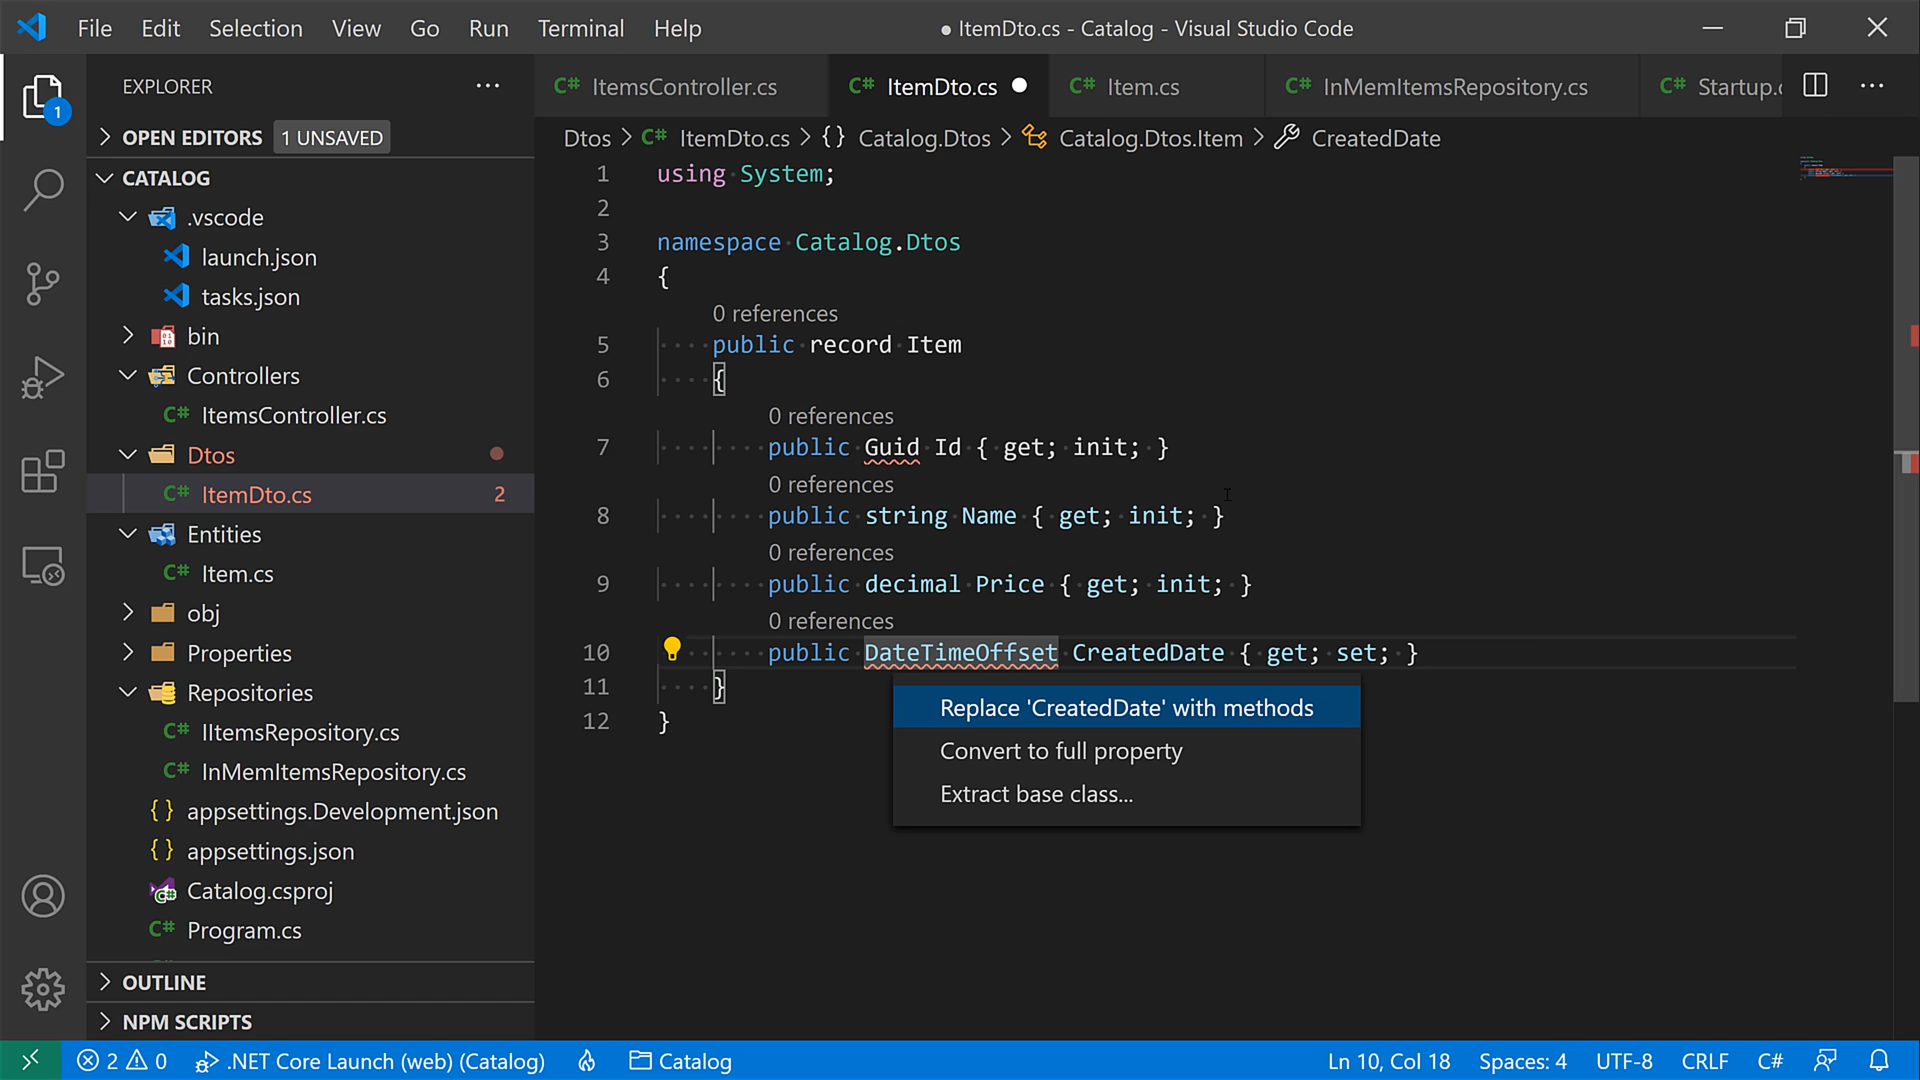 File Edit Selection View Go Run Terminal Help
● ItemDto.cs - Catalog - Visual Studio Code
EXPLORER ···
1
OPEN EDITORS 1 UNSAVED
CATALOG
.vscode
launch.json
tasks.json
bin
Controllers
C# ItemsController.cs
Dtos
C# ItemDto.cs 2
Entities
C# Item.cs
obj
Properties
Repositories
C# IItemsRepository.cs
C# InMemItemsRepository.cs
{ } appsettings.Development.json
{ } appsettings.json
Catalog.csproj
C# Program.cs
OUTLINE
NPM SCRIPTS
C# ItemsController.cs
C# ItemDto.cs ●
C# Item.cs
C# InMemItemsRepository.cs
C# Startup.c
···
Dtos > C# ItemDto.cs > {} Catalog.Dtos > Catalog.Dtos.Item > CreatedDate
1 using System;
2
3 namespace Catalog.Dtos
4 {
0 references
5 public record Item
6 {
0 references
7 public Guid Id { get; init; }
0 references
8 public string Name { get; init; }
0 references
9 public decimal Price { get; init; }
0 references
10 public DateTimeOffset CreatedDate { get; set; }
11 }
12 }
Replace 'CreatedDate' with methods
Convert to full property
Extract base class...
2 0 .NET Core Launch (web) (Catalog) Catalog Ln 10, Col 18 Spaces: 4 UTF-8 CRLF C#